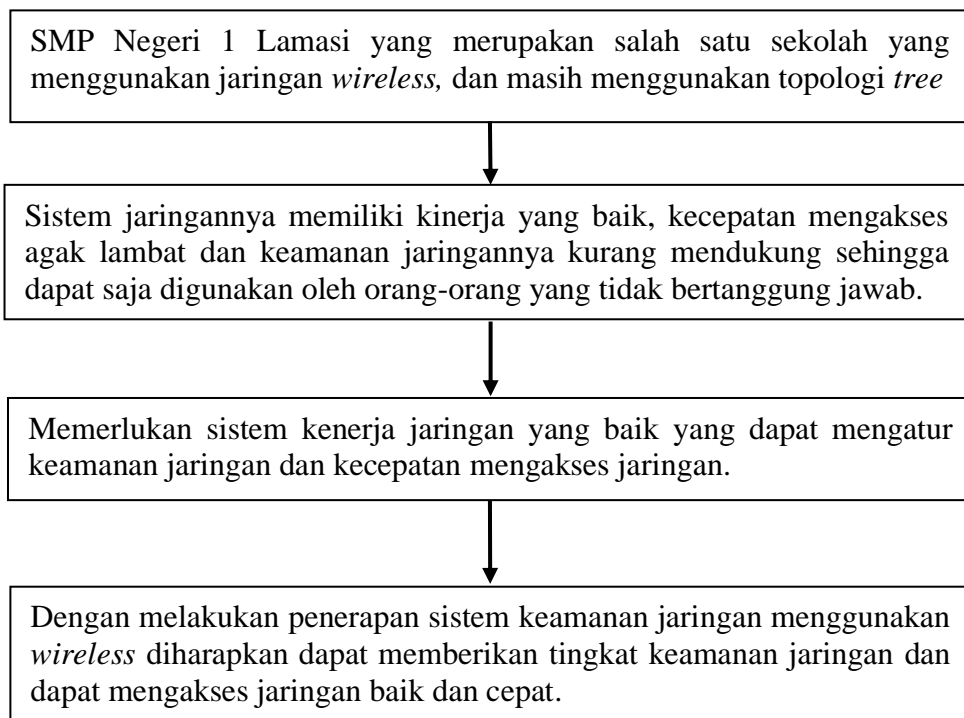 SMP Negeri 1 Lamasi yang merupakan salah satu sekolah yang
menggunakan jaringan wireless, dan masih menggunakan topologi tree
Sistem jaringannya memiliki kinerja yang baik, kecepatan mengakses
agak lambat dan keamanan jaringannya kurang mendukung sehingga
dapat saja digunakan oleh orang-orang yang tidak bertanggung jawab.
Memerlukan sistem kenerja jaringan yang baik yang dapat mengatur
keamanan jaringan dan kecepatan mengakses jaringan.
Dengan melakukan penerapan sistem keamanan jaringan menggunakan
wireless diharapkan dapat memberikan tingkat keamanan jaringan dan
dapat mengakses jaringan baik dan cepat.